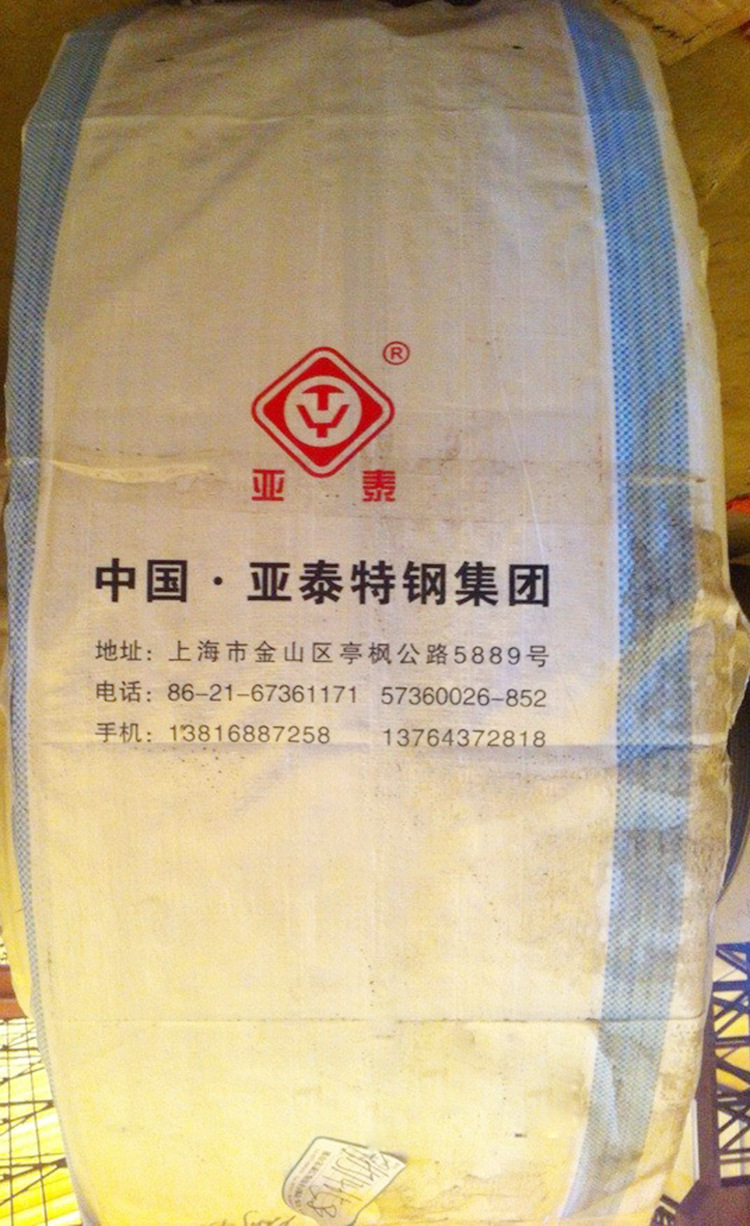 ®
TY
亚 泰
中国·亚泰特钢集团
地址：上海市金山区亭枫公路5889号
电话：86-21-67361171 57360026-852
手机：13816887258 13764372818